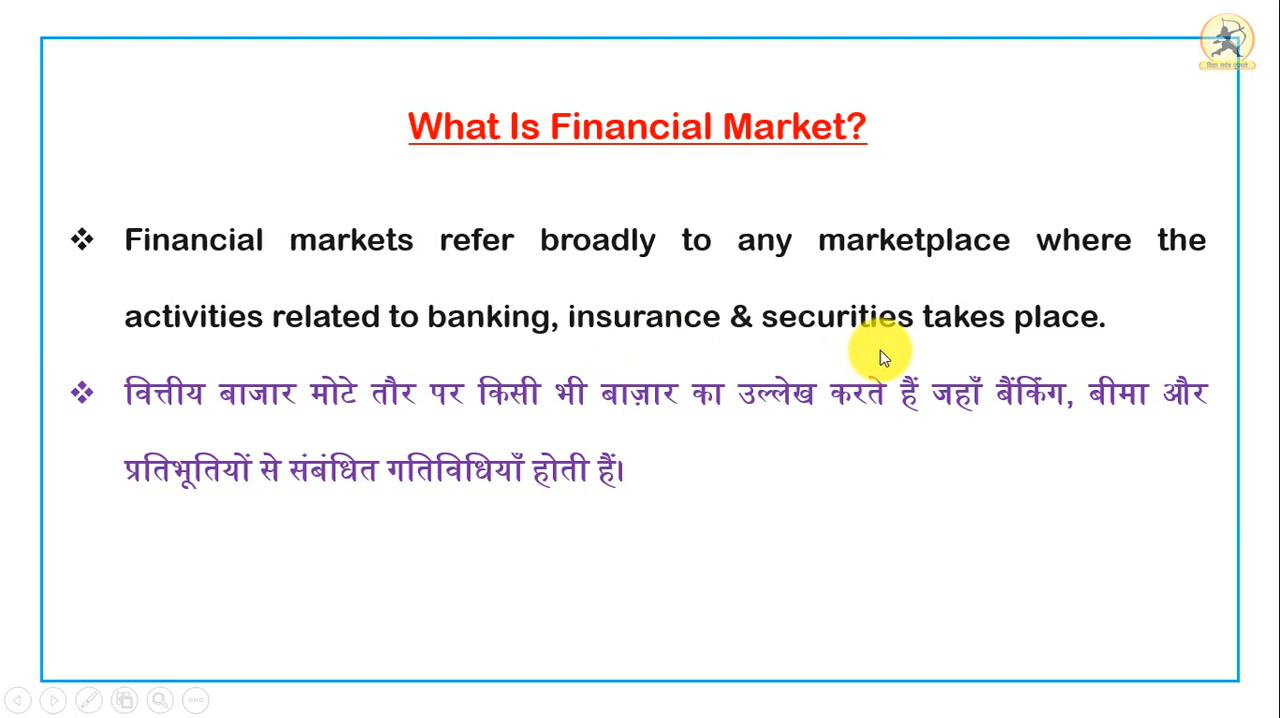 What Is Financial Market?
❖ Financial markets refer broadly to any marketplace where the
activities related to banking, insurance & securities takes place.
❖ वित्तीय बाजार मोटे तौर पर किसी भी बाज़ार का उल्लेख करते हैं जहाँ बैंकिंग, बीमा और
प्रतिभूतियों से संबंधित गतिविधियाँ होती हैं।